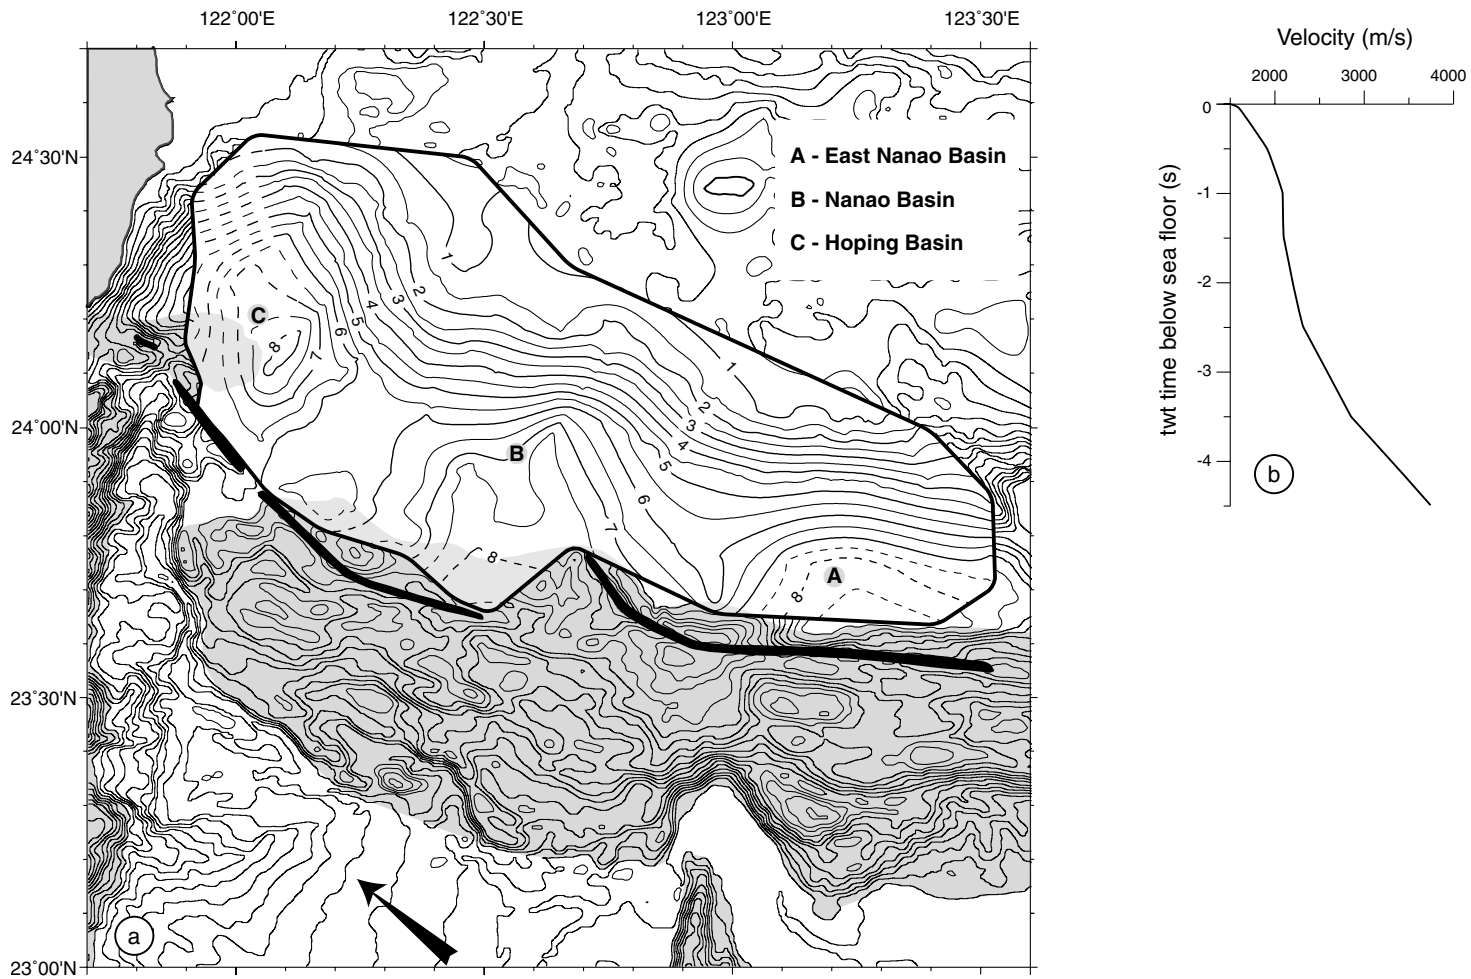 122°00'E 122°30'E 123°00'E 123°30'E
24°30'N
24°00'N
23°30'N
23°00'N
A - East Nanao Basin
B - Nanao Basin
C - Hoping Basin
1
2
3
4
5
6
7
8
C
1
2
3
4
5
6
7
8
B
A
8
a
Velocity (m/s)
2000 3000 4000
0
-1
-2
-3
-4
twt time below sea floor (s)
b